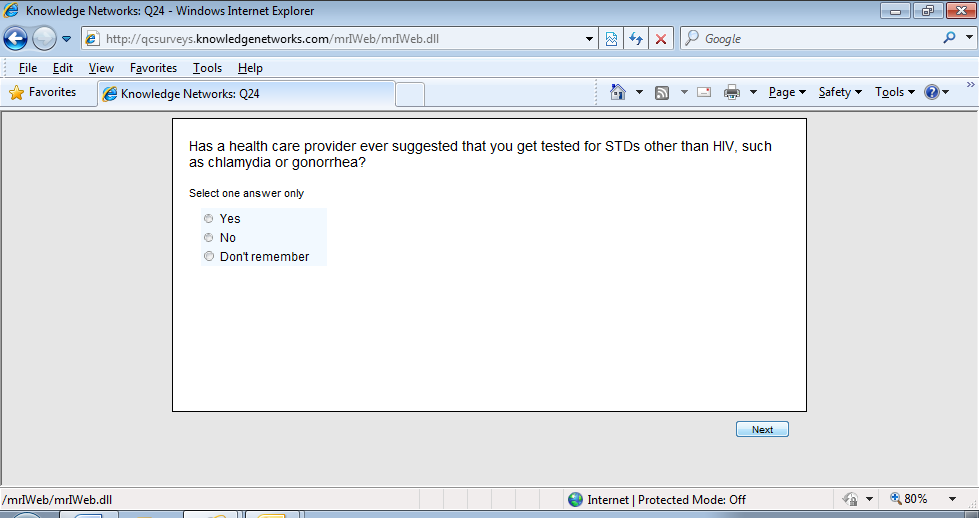 Knowledge Networks: Q24 - Windows Internet Explorer
http://qcsurveys.knowledgenetworks.com/mrIWeb/mrIWeb.dll
Google
File Edit View Favorites Tools Help
Favorites
Knowledge Networks: Q24
Page Safety Tools
Has a health care provider ever suggested that you get tested for STDs other than HIV, such
as chlamydia or gonorrhea?
Select one answer only
Yes
No
Don't remember
Next
/mrIWeb/mrIWeb.dll
Internet | Protected Mode: Off
80%